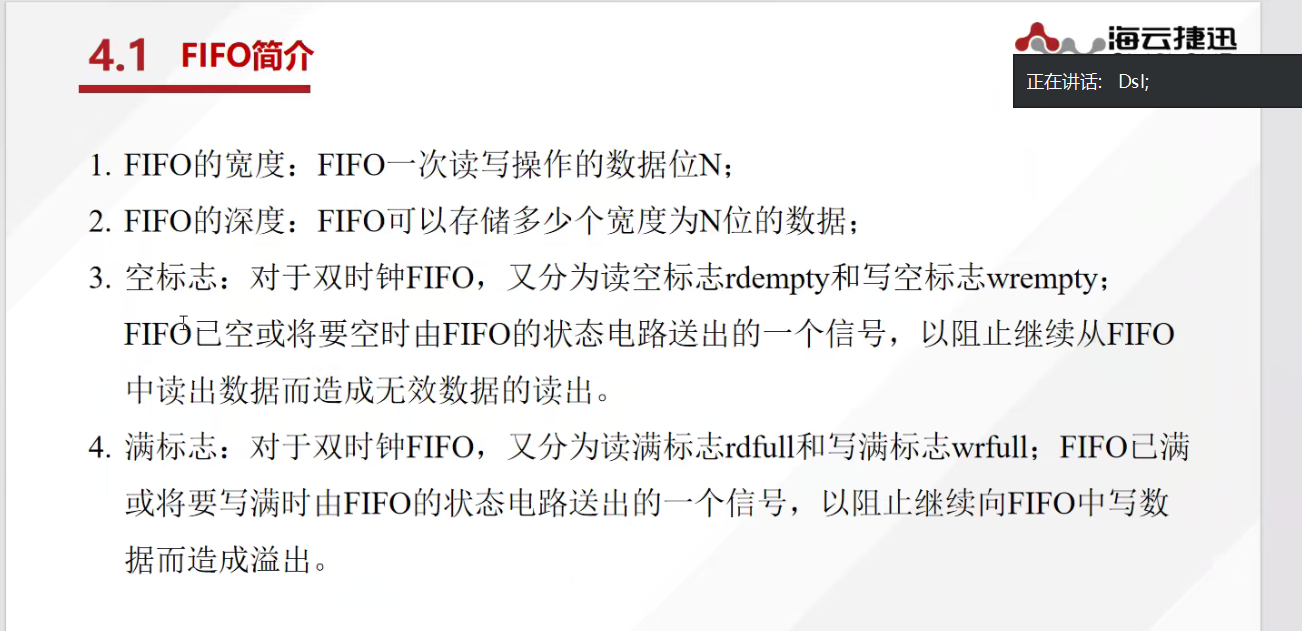 4.1 FIFO简介
海云捷迅
正在讲话: Dsl;
1. FIFO的宽度：FIFO一次读写操作的数据位N；
2. FIFO的深度：FIFO可以存储多少个宽度为N位的数据；
3. 空标志：对于双时钟FIFO，又分为读空标志rdempty和写空标志wrempty；
FIFO已空或将要空时由FIFO的状态电路送出的一个信号，以阻止继续从FIFO
中读出数据而造成无效数据的读出。
4. 满标志：对于双时钟FIFO，又分为读满标志rdfull和写满标志wrfull；FIFO已满
或将要写满时由FIFO的状态电路送出的一个信号，以阻止继续向FIFO中写数
据而造成溢出。